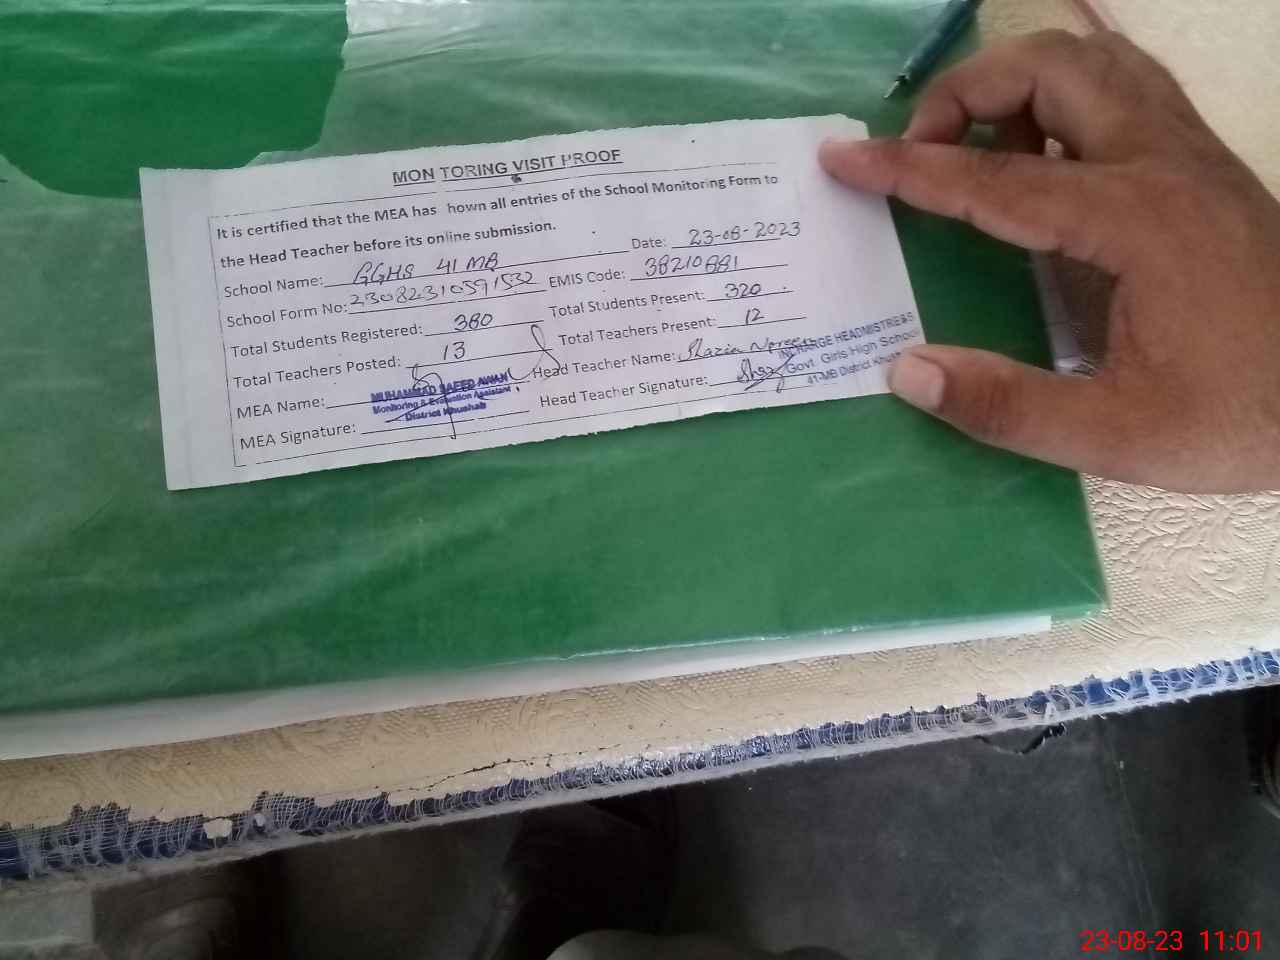 MON TORING VISIT PROOF
It is certified that the MEA has hown all entries of the School Monitoring Form to
the Head Teacher before its online submission.
Date: 23-08-2023
School Name: GGHS 41 MB
EMIS Code: 38210881
School Form No: 23082310591532
Total Students Present: 320
Total Students Registered: 380
Total Teachers Present: 12
Total Teachers Posted: 13
Head Teacher Name: Shazia Noreen
MEA Name: MUHAMMAD SAEED AWAN
Monitoring & Evaluation Assistant
District Khushab
Head Teacher Signature:
INCHARGE HEADMISTRESS
Govt. Girls High School
41-MB District
MEA Signature:
23-08-23 11:01